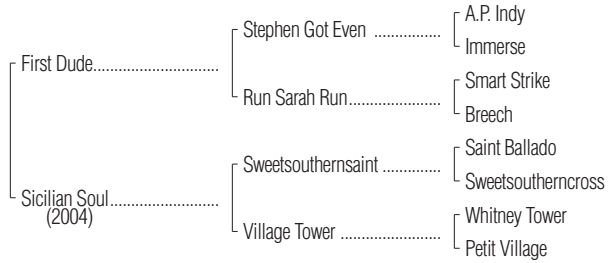 First Dude
Sicilian Soul
(2004)
Stephen Got Even
Run Sarah Run
Sweetsouthernsaint
Village Tower
A.P. Indy
Immerse
Smart Strike
Breech
Saint Ballado
Sweetsoutherncross
Whitney Tower
Petit Village